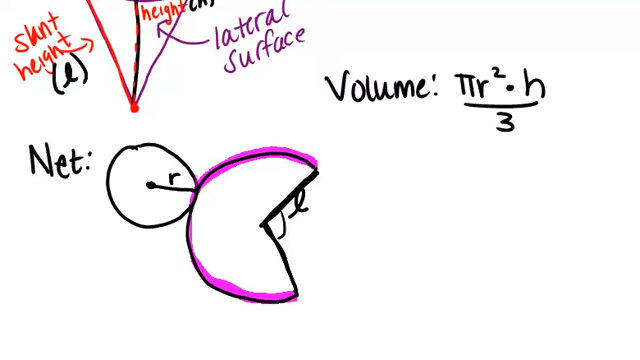 height (h)
slant
height
(l)
lateral
surface
Volume: πr² · h
3
Net:
r
l